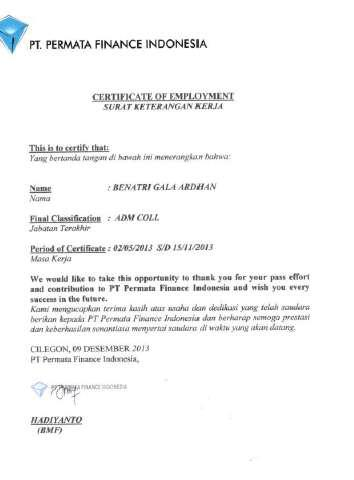 PT. PERMATA FINANCE INDONESIA
CERTIFICATE OF EMPLOYMENT
SURAT KETERANGAN KERJA
This is to certify that:
Yang bertanda tangan di bawah ini menerangkan bahwa:
Name : BENATRI GALA ARDHAN
Nama
Final Classification : ADM COLL
Jabatan Terakhir
Period of Certificate : 02/05/2013 S/D 15/11/2013
Masa Kerja
We would like to take this opportunity to thank you for your pass effort
and contribution to PT Permata Finance Indonesia and wish you every
success in the future.
Kami mengucapkan terima kasih atas usaha dan dedikasi yang telah saudara
berikan kepada PT Permata Finance Indonesia dan berharap semoga prestasi
dan keberhasilan senantiasa menyertai saudara di waktu yang akan datang.
CILEGON, 09 DESEMBER 2013
PT Permata Finance Indonesia,
FINANCE INDONESIA
HADIYANTO
(BMF)